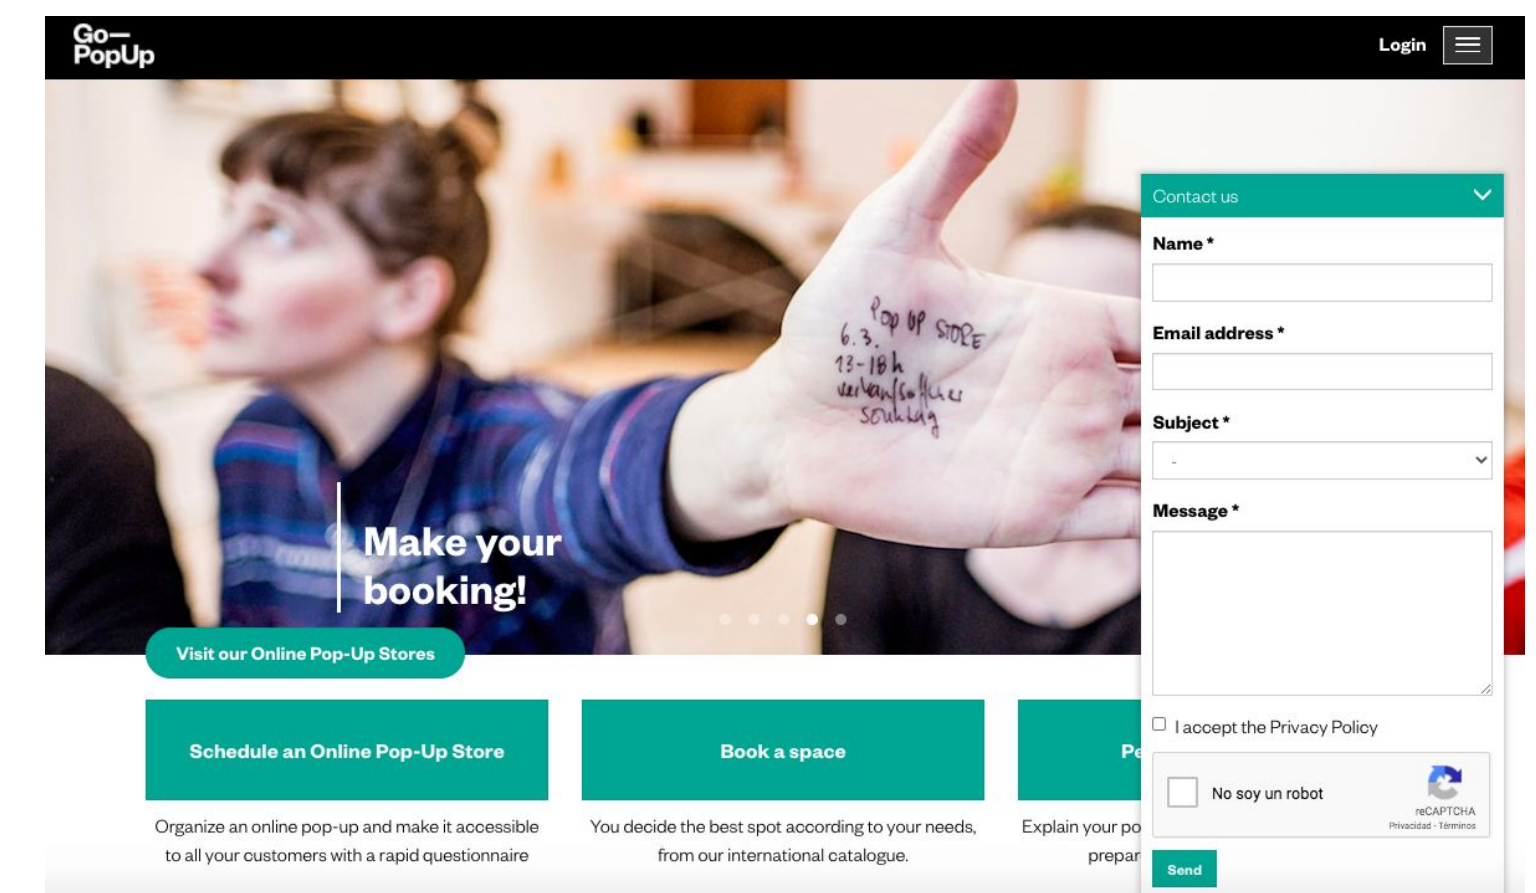 Go—
PopUp
Login
Pop UP STORE
6.3.
13-18h
verkaufsoffener
Sonntag
Make your
booking!
Visit our Online Pop-Up Stores
Schedule an Online Pop-Up Store
Organize an online pop-up and make it accessible
to all your customers with a rapid questionnaire
Book a space
You decide the best spot according to your needs,
from our international catalogue.
Pe
Explain your po
prepar
Contact us
Name *
Email address *
Subject *
-
Message *
I accept the Privacy Policy
No soy un robot
reCAPTCHA
Privacidad - Términos
Send